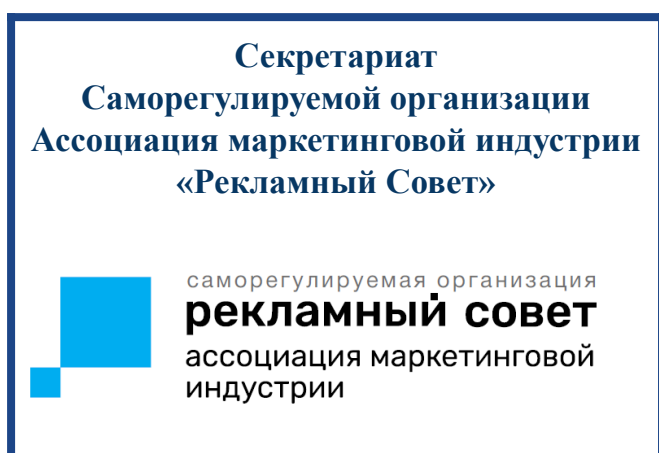 Секретариат
Саморегулируемой организации
Ассоциация маркетинговой индустрии
«Рекламный Совет»
саморегулируемая организация
рекламный совет
ассоциация маркетинговой
индустрии